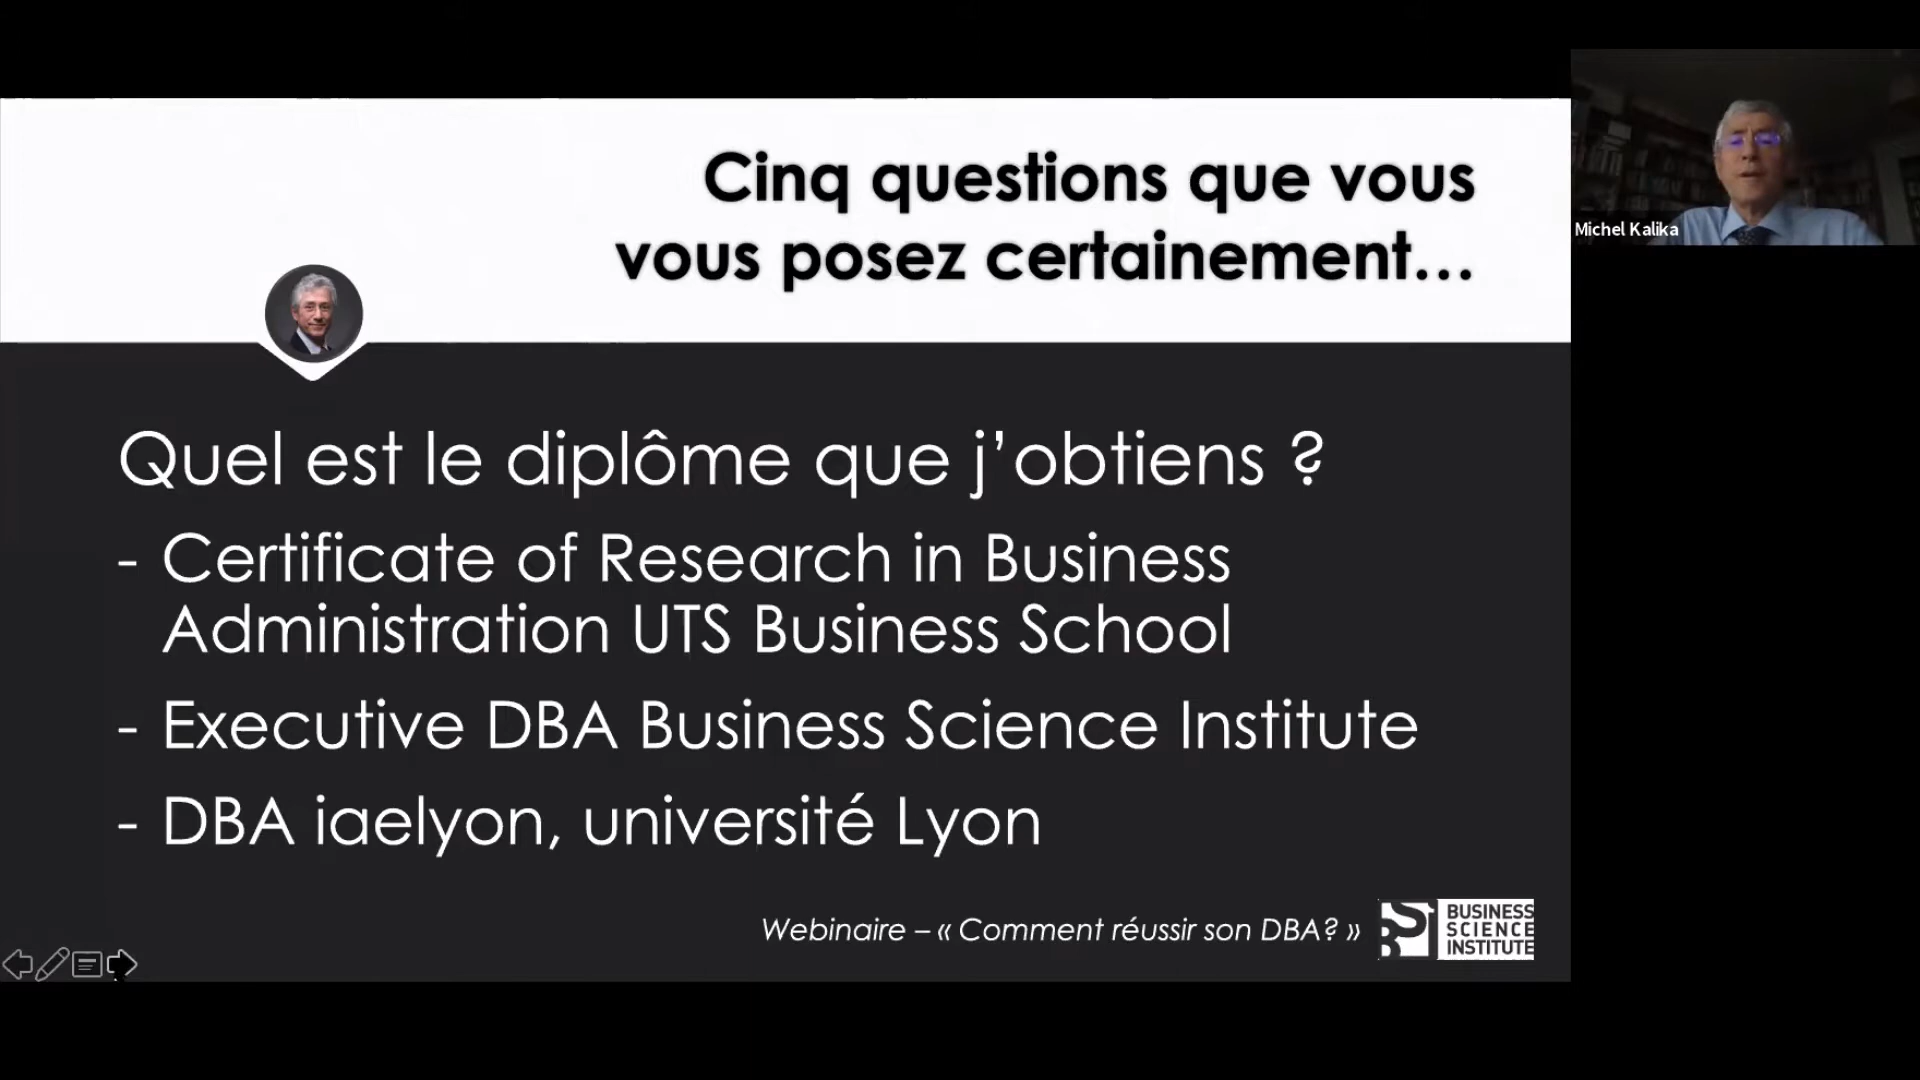 Cinq questions que vous
vous posez certainement...
Michel Kalika
Quel est le diplôme que j’obtiens ?
- Certificate of Research in Business
Administration UTS Business School
- Executive DBA Business Science Institute
- DBA iaelyon, université Lyon
Webinaire – « Comment réussir son DBA? »
BUSINESS
SCIENCE
INSTITUTE